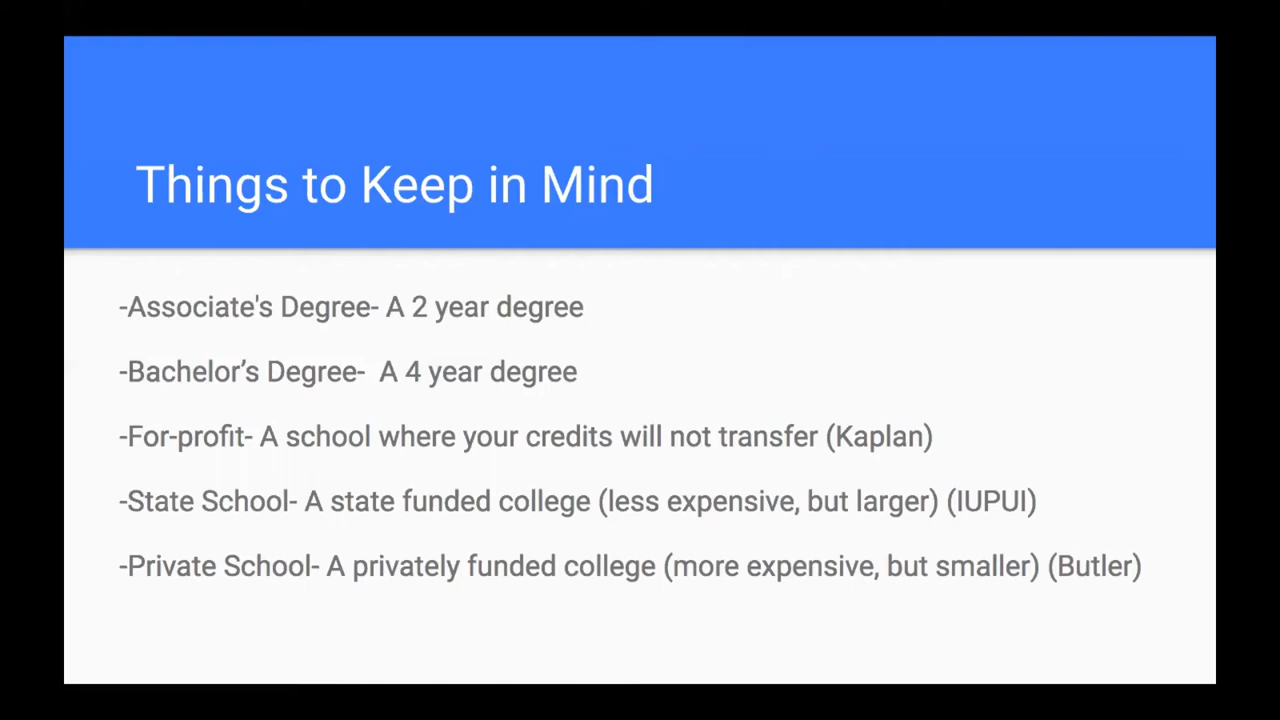 Things to Keep in Mind
-Associate's Degree- A 2 year degree
-Bachelor’s Degree-  A 4 year degree
-For-profit- A school where your credits will not transfer (Kaplan)
-State School- A state funded college (less expensive, but larger) (IUPUI)
-Private School- A privately funded college (more expensive, but smaller) (Butler)